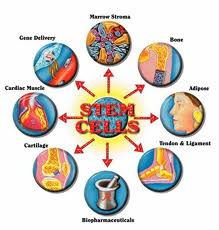 Marrow Stroma
Gene Delivery
Bone
Cardiac Muscle
Adipose
STEM
CELLS
Cartilage
Tendon & Ligament
Biopharmaceuticals